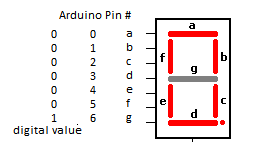 Arduino Pin #
0 0 a
0 1 b
0 2 c
0 3 d
0 4 e
0 5 f
1 6 g
digital value
a
f b
g
e c
d